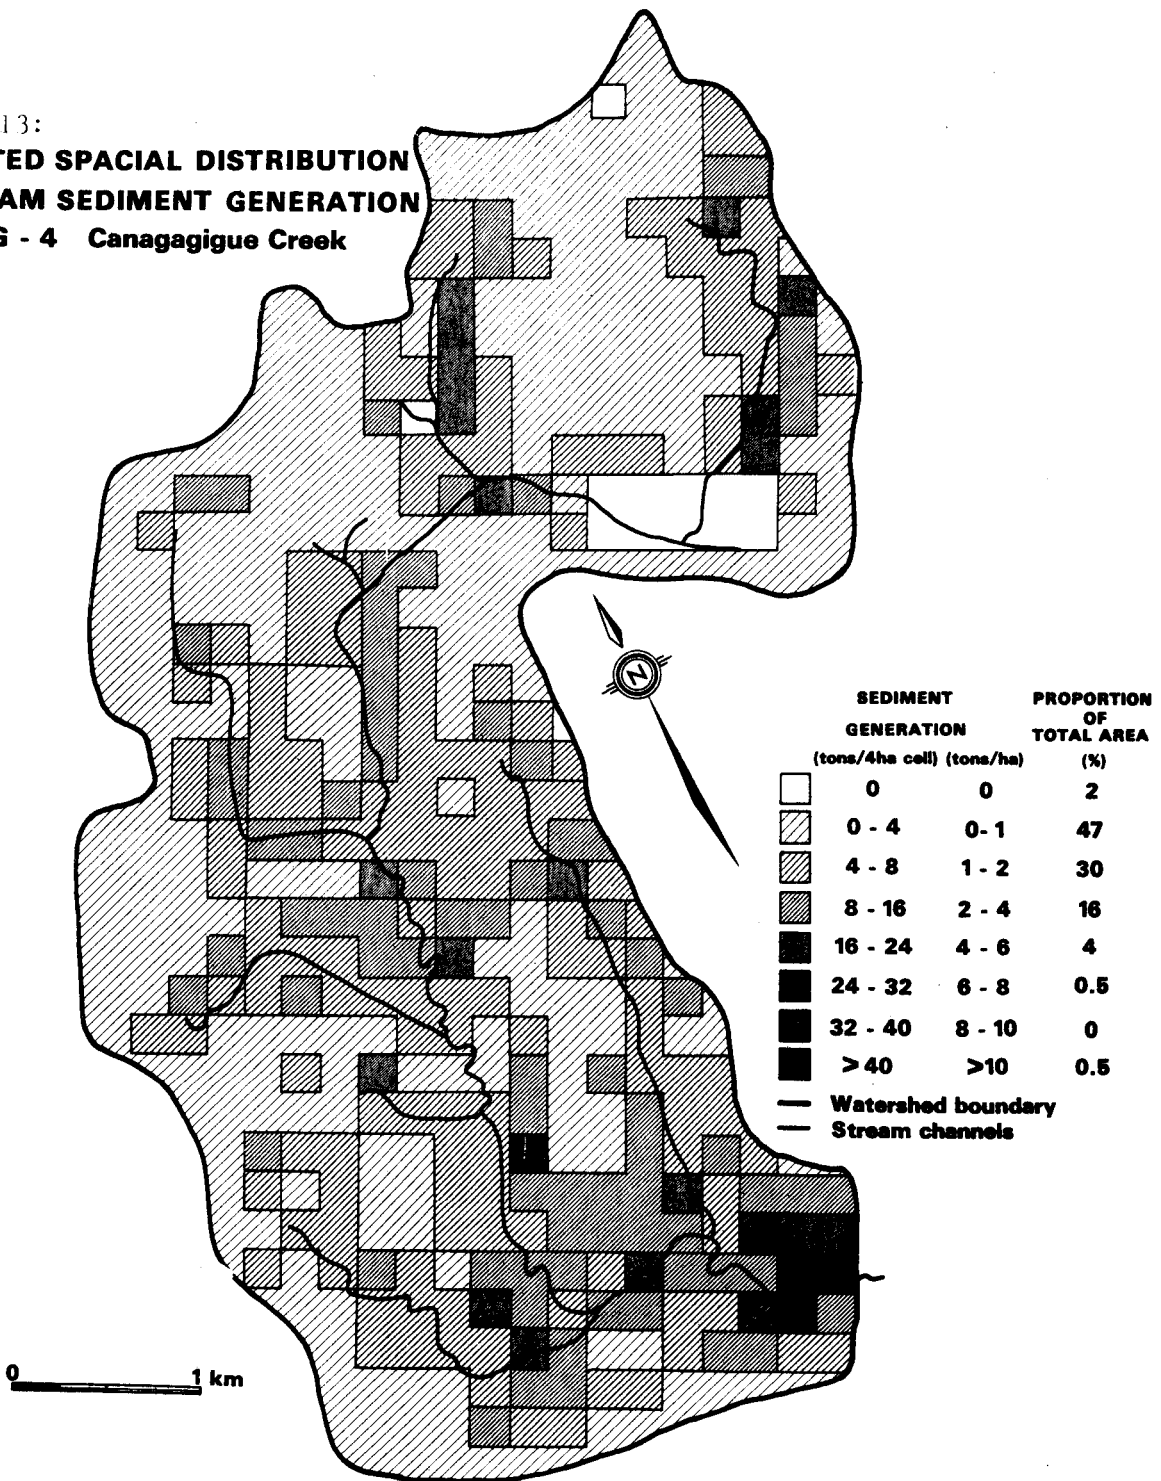 13:
TED SPACIAL DISTRIBUTION
AM SEDIMENT GENERATION
G - 4 Canagagigue Creek
N
SEDIMENT GENERATION
PROPORTION OF TOTAL AREA
(tons/4ha cell) (tons/ha) (%)
0 0 2
0 - 4 0- 1 47
4 - 8 1 - 2 30
8 - 16 2 - 4 16
16 - 24 4 - 6 4
24 - 32 6 - 8 0.5
32 - 40 8 - 10 0
>40 >10 0.5
Watershed boundary
Stream channels
0 1 km